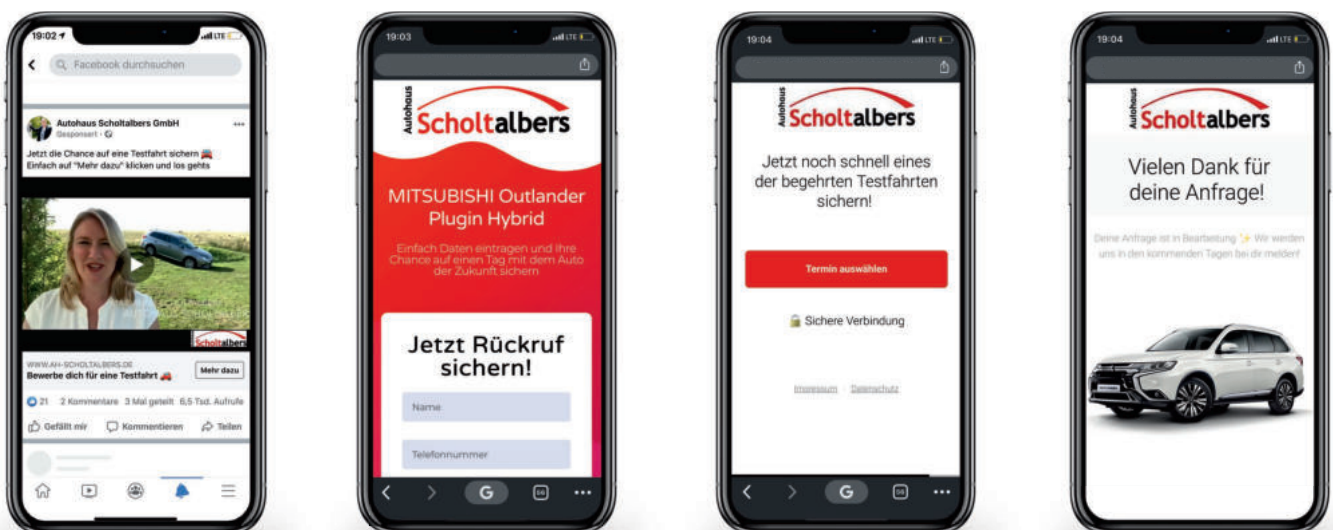 19:02
LTE
Facebook durchsuchen
Autohaus Scholtalbers GmbH
Gesponsert
Jetzt die Chance auf eine Testfahrt sichern
Einfach auf "Mehr dazu" klicken und los gehts
Scholtalbers
WWW.AH-SCHOLTALBERS.DE
Bewerbe dich für eine Testfahrt
Mehr dazu
21 2 Kommentare 3 Mal geteilt 6,5 Tsd. Aufrufe
Gefällt mir Kommentieren Teilen
19:03
LTE
Autohaus
Scholtalbers
MITSUBISHI Outlander
Plugin Hybrid
Einfach Daten eintragen und Ihre
Chance auf einen Tag mit dem Auto
der Zukunft sichern
Jetzt Rückruf
sichern!
Name
Telefonnummer
G
19:04
LTE
Autohaus
Scholtalbers
Jetzt noch schnell eines
der begehrten Testfahrten
sichern!
Termin auswählen
Sichere Verbindung
Impressum Datenschutz
G
19:04
LTE
Autohaus
Scholtalbers
Vielen Dank für
deine Anfrage!
Deine Anfrage ist in Bearbeitung ✨ Wir werden
uns in den kommenden Tagen bei dir melden!